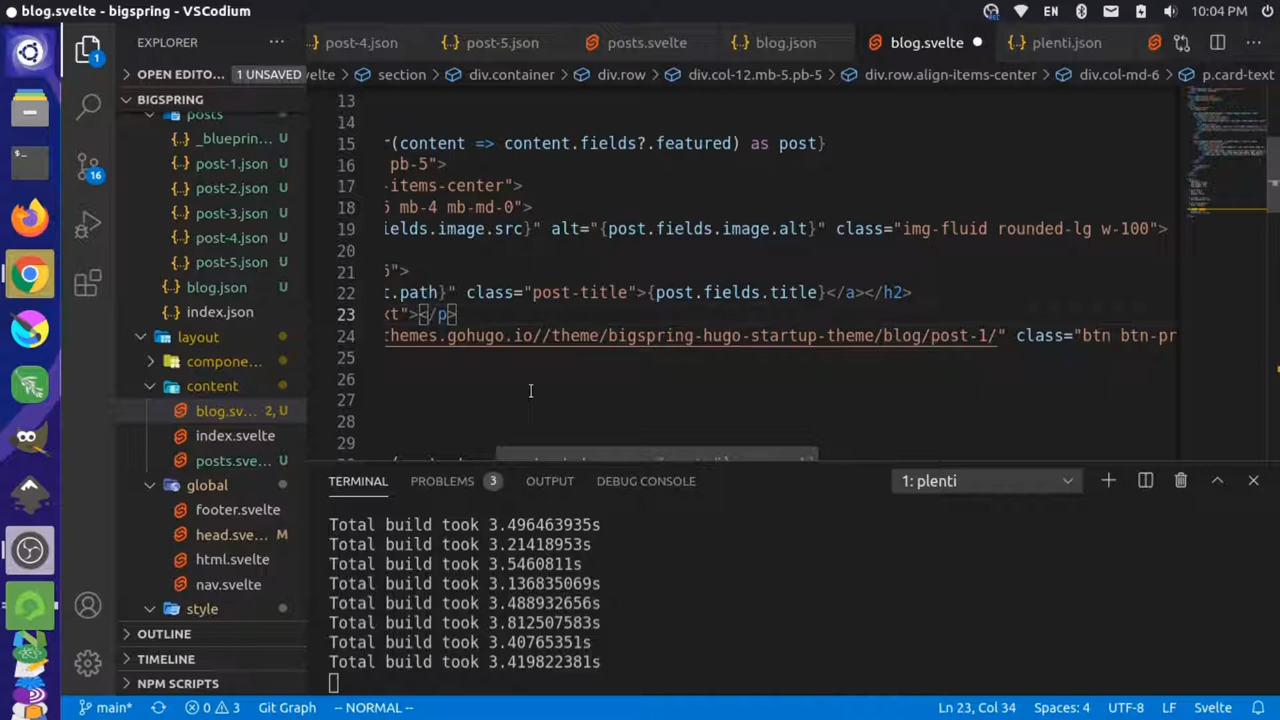 blog.svelte - bigspring - VSCodium
EN
10:04 PM
1
EXPLORER
post-4.json
post-5.json
posts.svelte
blog.json
blog.svelte
plenti.json
OPEN EDITO... 1 UNSAVED
velte > section > div.container > div.row > div.col-12.mb-5.pb-5 > div.row.align-items-center > div.col-md-6 > p.card-text
BIGSPRING
posts
_blueprin... U
post-1.json U
post-2.json U
post-3.json U
post-4.json U
post-5.json U
blog.json U
index.json
layout
compone...
content
blog.sv... 2, U
index.svelte
posts.sve... U
global
footer.svelte
head.sve... M
html.svelte
nav.svelte
style
OUTLINE
TIMELINE
NPM SCRIPTS
16
13
14
15 r(content => content.fields?.featured) as post}
16 pb-5">
17 -items-center">
18 5 mb-4 mb-md-0">
19 ields.image.src}" alt="{post.fields.image.alt}" class="img-fluid rounded-lg w-100">
20
21 5">
22 t.path}" class="post-title">{post.fields.title}</a></h2>
23 xt"></p>
24 themes.gohugo.io//theme/bigspring-hugo-startup-theme/blog/post-1/" class="btn btn-pr
25
26
27
28
29
TERMINAL PROBLEMS 3 OUTPUT DEBUG CONSOLE 1: plenti
Total build took 3.496463935s
Total build took 3.21418953s
Total build took 3.5460811s
Total build took 3.136835069s
Total build took 3.488932656s
Total build took 3.812507583s
Total build took 3.40765351s
Total build took 3.419822381s
main* 0 3 Git Graph -- NORMAL -- Ln 23, Col 34 Spaces: 4 UTF-8 LF Svelte